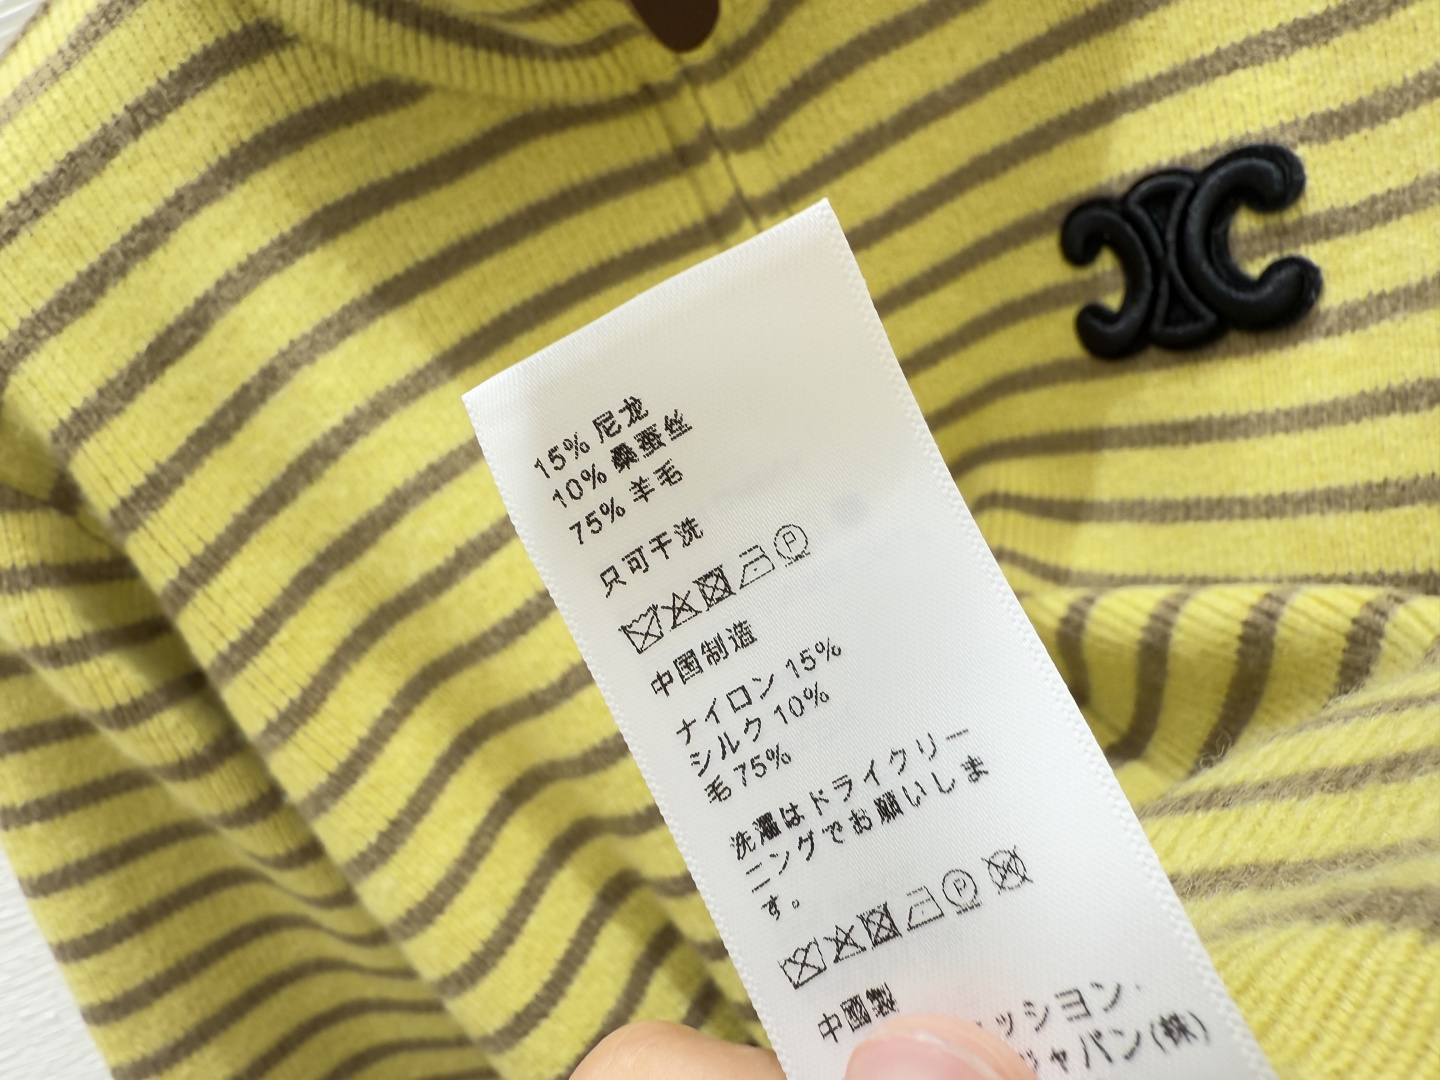 15% 尼龙
10% 桑蚕丝
75% 羊毛
只可干洗
P
中国制造
ナイロン 15%
シルク 10%
毛 75%
洗濯はドライクリー
ニングでお願いしま
す。
P
中國製
ッション
ジャパン(株)